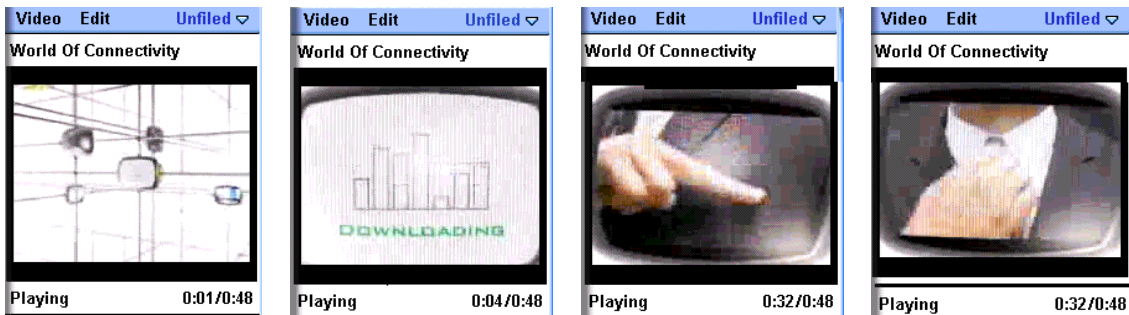 Video Edit Unfiled
World Of Connectivity
Playing 0:01/0:48
Video Edit Unfiled
World Of Connectivity
DOWNLOADING
Playing 0:04/0:48
Video Edit Unfiled
World Of Connectivity
Playing 0:32/0:48
Video Edit Unfiled
World Of Connectivity
Playing 0:32/0:48